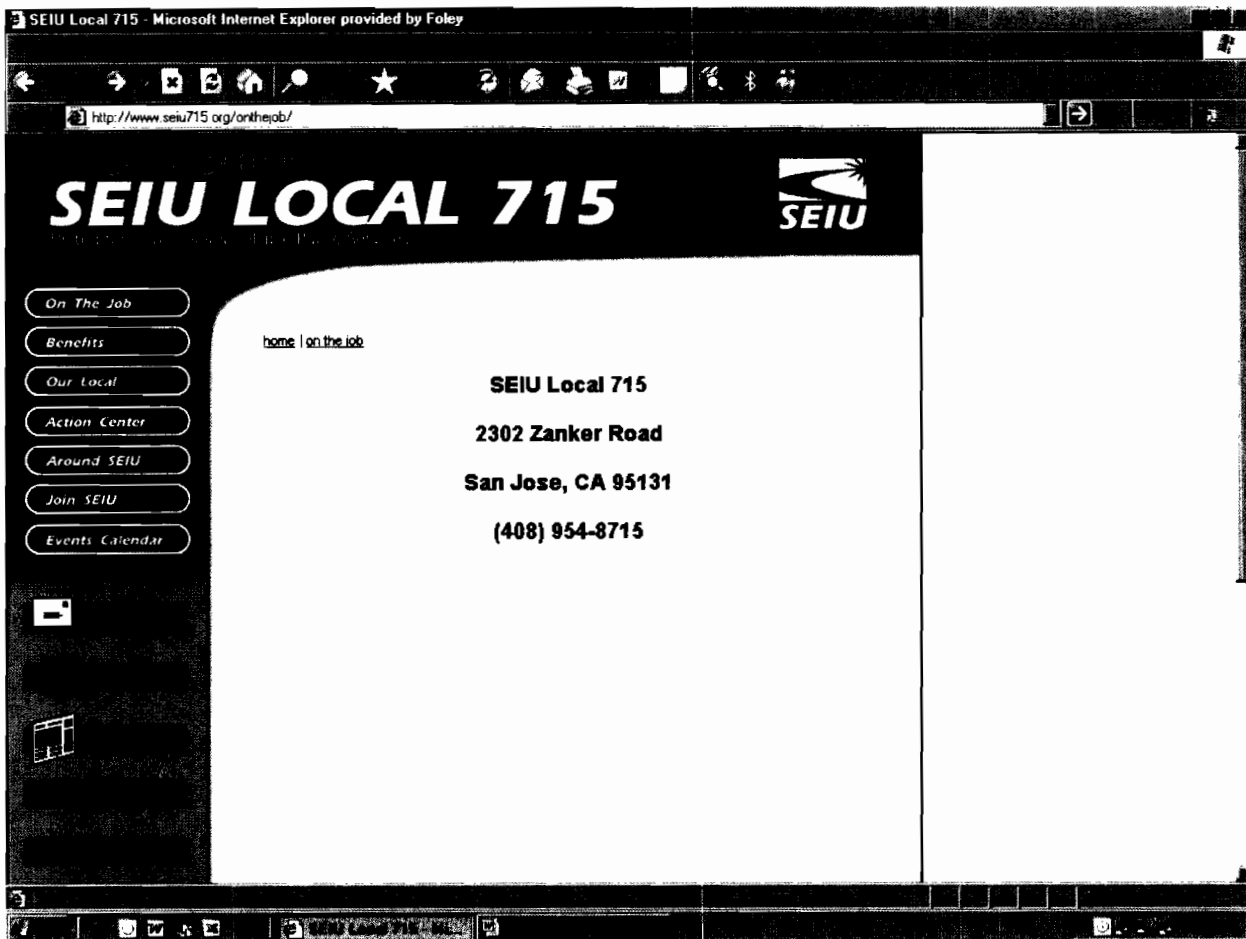 SEIU Local 715 - Microsoft Internet Explorer provided by Foley
http://www.seiu715.org/onthejob/
SEIU LOCAL 715
SEIU
On The Job
Benefits
Our Local
Action Center
Around SEIU
Join SEIU
Events Calendar
home | on the job
SEIU Local 715
2302 Zanker Road
San Jose, CA 95131
(408) 954-8715